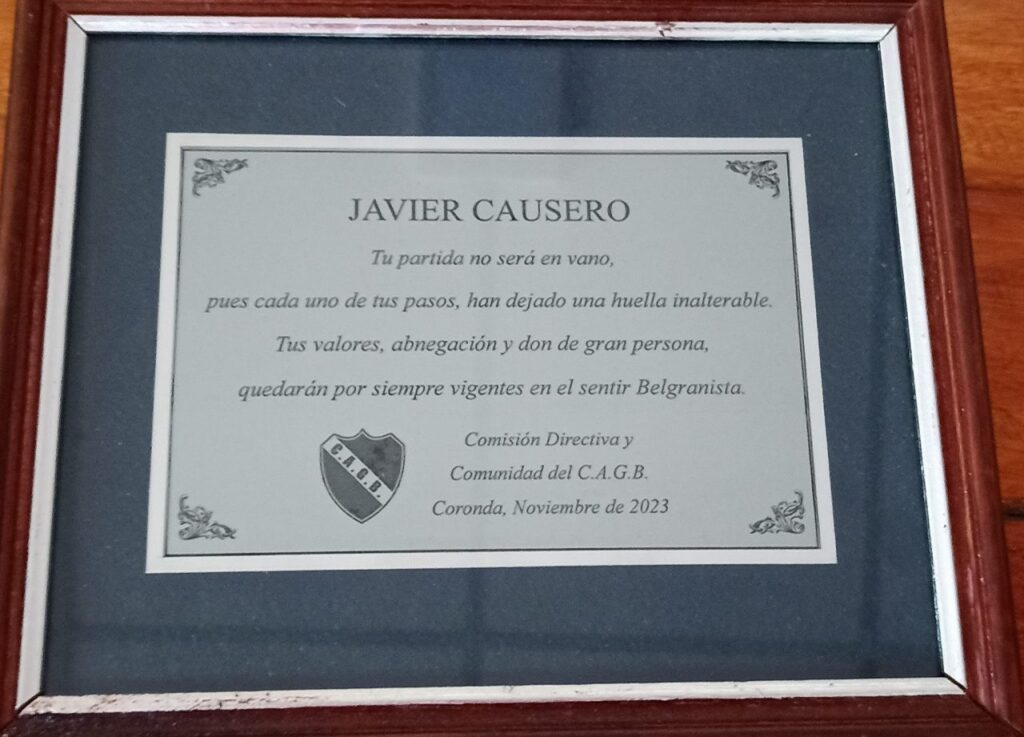 JAVIER CAUSERO
Tu partida no será en vano,
pues cada uno de tus pasos, han dejado una huella inalterable.
Tus valores, abnegación y don de gran persona,
quedarán por siempre vigentes en el sentir Belgranista.
C.A.G.B.
Comisión Directiva y
Comunidad del C.A.G.B.
Coronda, Noviembre de 2023